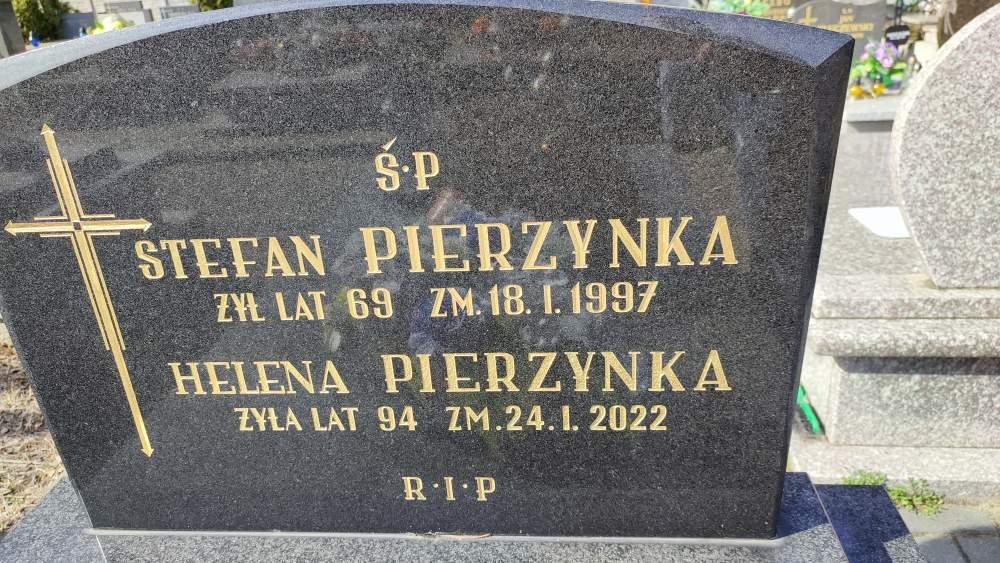 Ś·P
STEFAN PIERZYNKA
ŻYŁ LAT 69 ZM. 18. I. 1997
HELENA PIERZYNKA
ŻYŁA LAT 94 ZM. 24. I. 2022
R·I·P